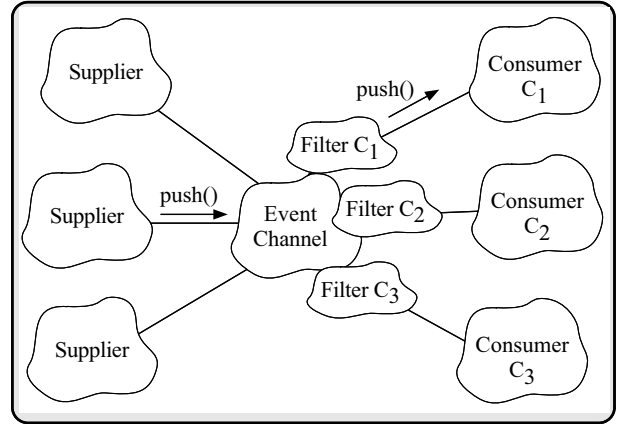 Supplier
Consumer
C1
push()
Filter C1
Supplier
push()
Event
Channel
Filter C2
Consumer
C2
Filter C3
Supplier
Consumer
C3